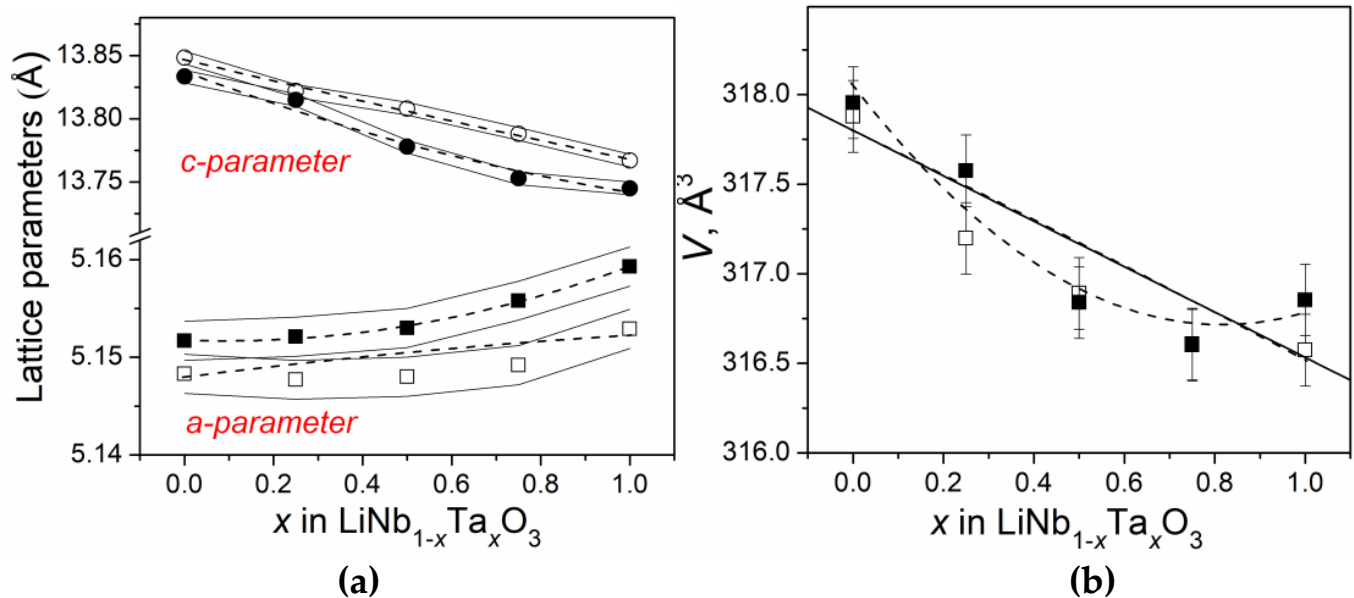 Lattice parameters (Å)
13.85
13.80
13.75
5.16
5.15
5.14
c-parameter
a-parameter
0.0 0.2 0.4 0.6 0.8 1.0
x in LiNb1-xTaxO3
(a)
V, Å3
318.0
317.5
317.0
316.5
316.0
0.0 0.2 0.4 0.6 0.8 1.0
x in LiNb1-xTaxO3
(b)